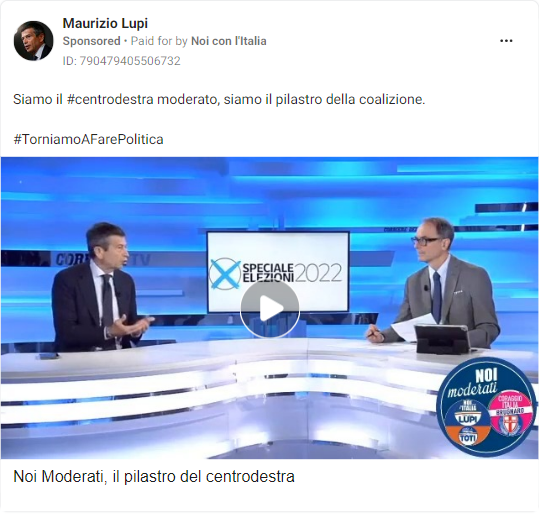 Maurizio Lupi
Sponsored • Paid for by Noi con l'Italia
ID: 790479405506732
Siamo il #centrodestra moderato, siamo il pilastro della coalizione.
#TorniamoAFarePolitica
SPECIALE
ELEZIONI 2022
NOI
moderati
NOI
L'ITALIA
LUPI
CORAGGIO
ITALIA
BRUGNARO
TOTI
Noi Moderati, il pilastro del centrodestra